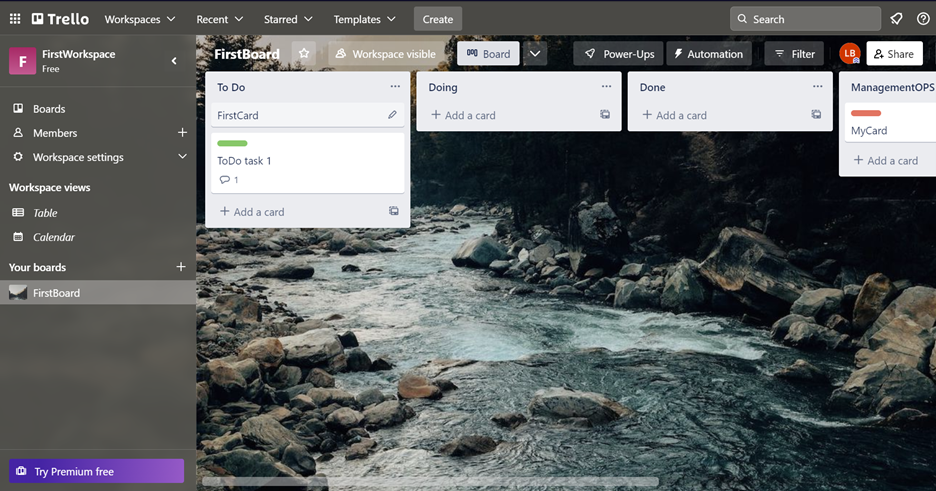 Trello
Workspaces
Recent
Starred
Templates
Create
Search
F
FirstWorkspace
Free
Boards
Members
Workspace settings
Workspace views
Table
Calendar
Your boards
FirstBoard
Try Premium free
FirstBoard
Workspace visible
Board
Power-Ups
Automation
Filter
LB
Share
To Do
FirstCard
ToDo task 1
1
Add a card
Doing
Add a card
Done
Add a card
ManagementOPS
MyCard
Add a card